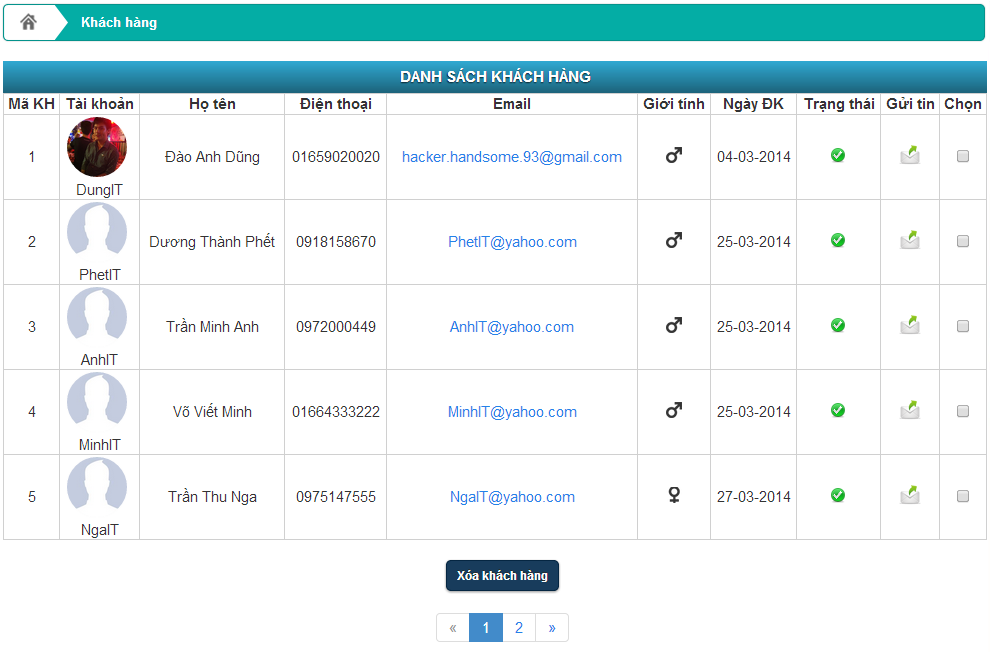 Khách hàng
DANH SÁCH KHÁCH HÀNG
Mã KH Tài khoản Họ tên Điện thoại Email Giới tính Ngày ĐK Trạng thái Gửi tin Chọn
1 Đào Anh Dũng 01659020020 hacker.handsome.93@gmail.com 04-03-2014
DungIT
2 Dương Thành Phết 0918158670 PhetIT@yahoo.com 25-03-2014
PhetIT
3 Trần Minh Anh 0972000449 AnhIT@yahoo.com 25-03-2014
AnhIT
4 Võ Viết Minh 01664333222 MinhIT@yahoo.com 25-03-2014
MinhIT
5 Trần Thu Nga 0975147555 NgaIT@yahoo.com 27-03-2014
NgaIT
Xóa khách hàng
« 1 2 »